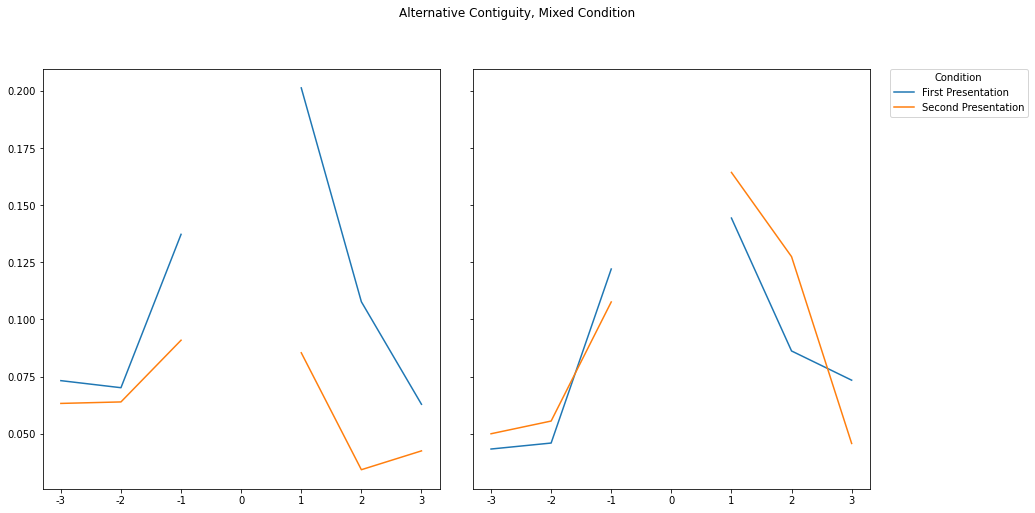 Alternative Contiguity, Mixed Condition
Condition
First Presentation
Second Presentation
0.200
0.175
0.150
0.125
0.100
0.075
0.050
-3 -2 -1 0 1 2 3
-3 -2 -1 0 1 2 3